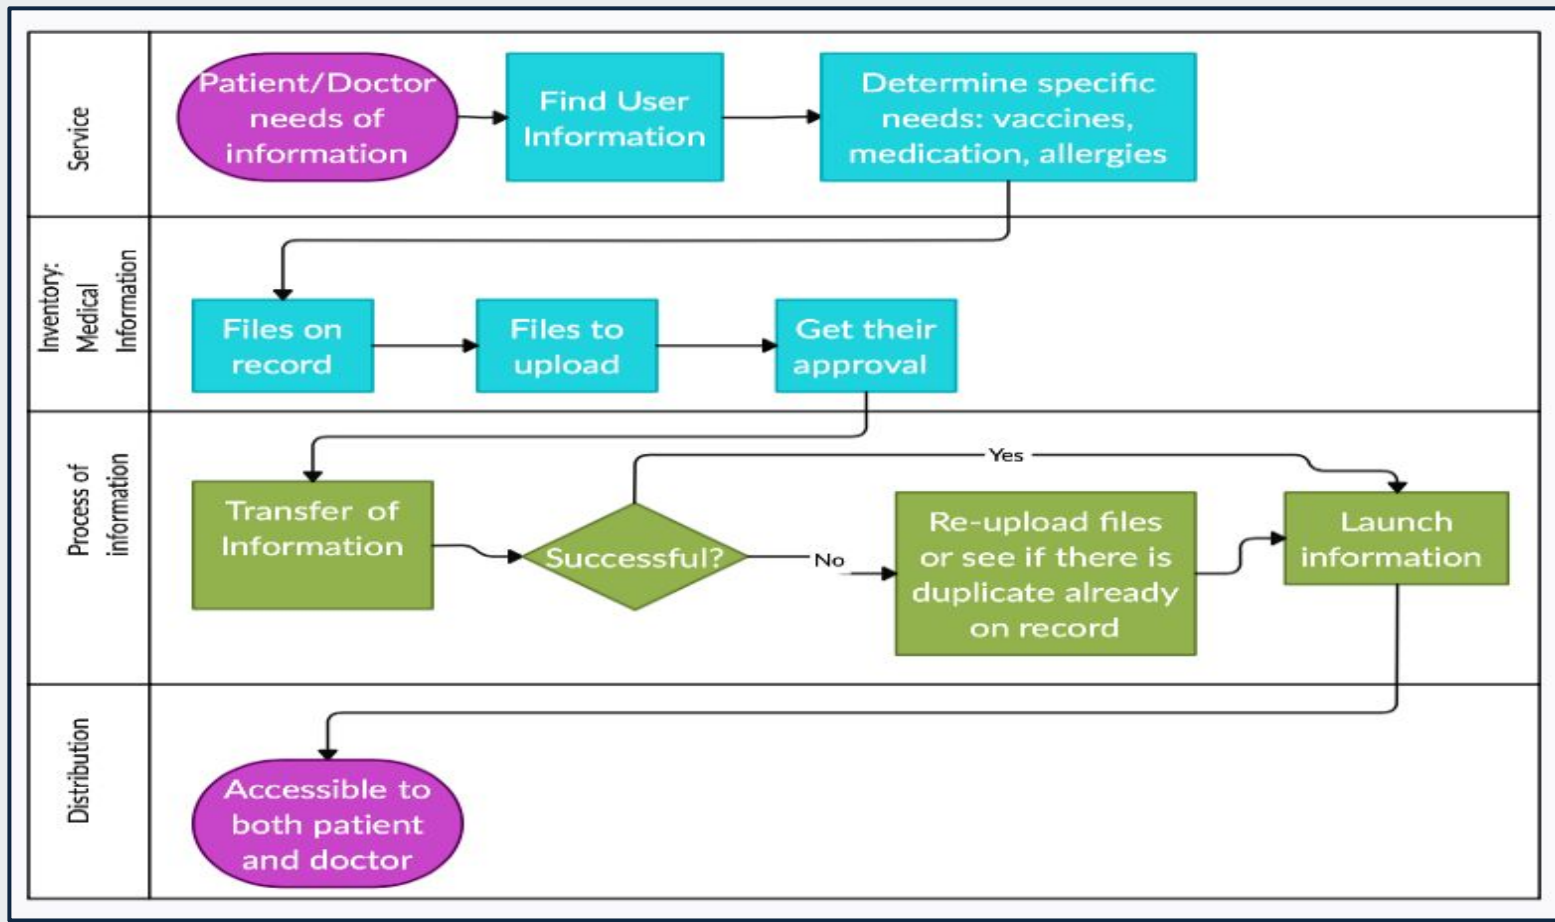 Service
Patient/Doctor
needs of
information
Find User
Information
Determine specific
needs: vaccines,
medication, allergies
Inventory:
Medical
Information
Files on
record
Files to
upload
Get their
approval
Process of
information
Transfer of
Information
Successful?
Yes
No
Re-upload files
or see if there is
duplicate already
on record
Launch
information
Distribution
Accessible to
both patient
and doctor